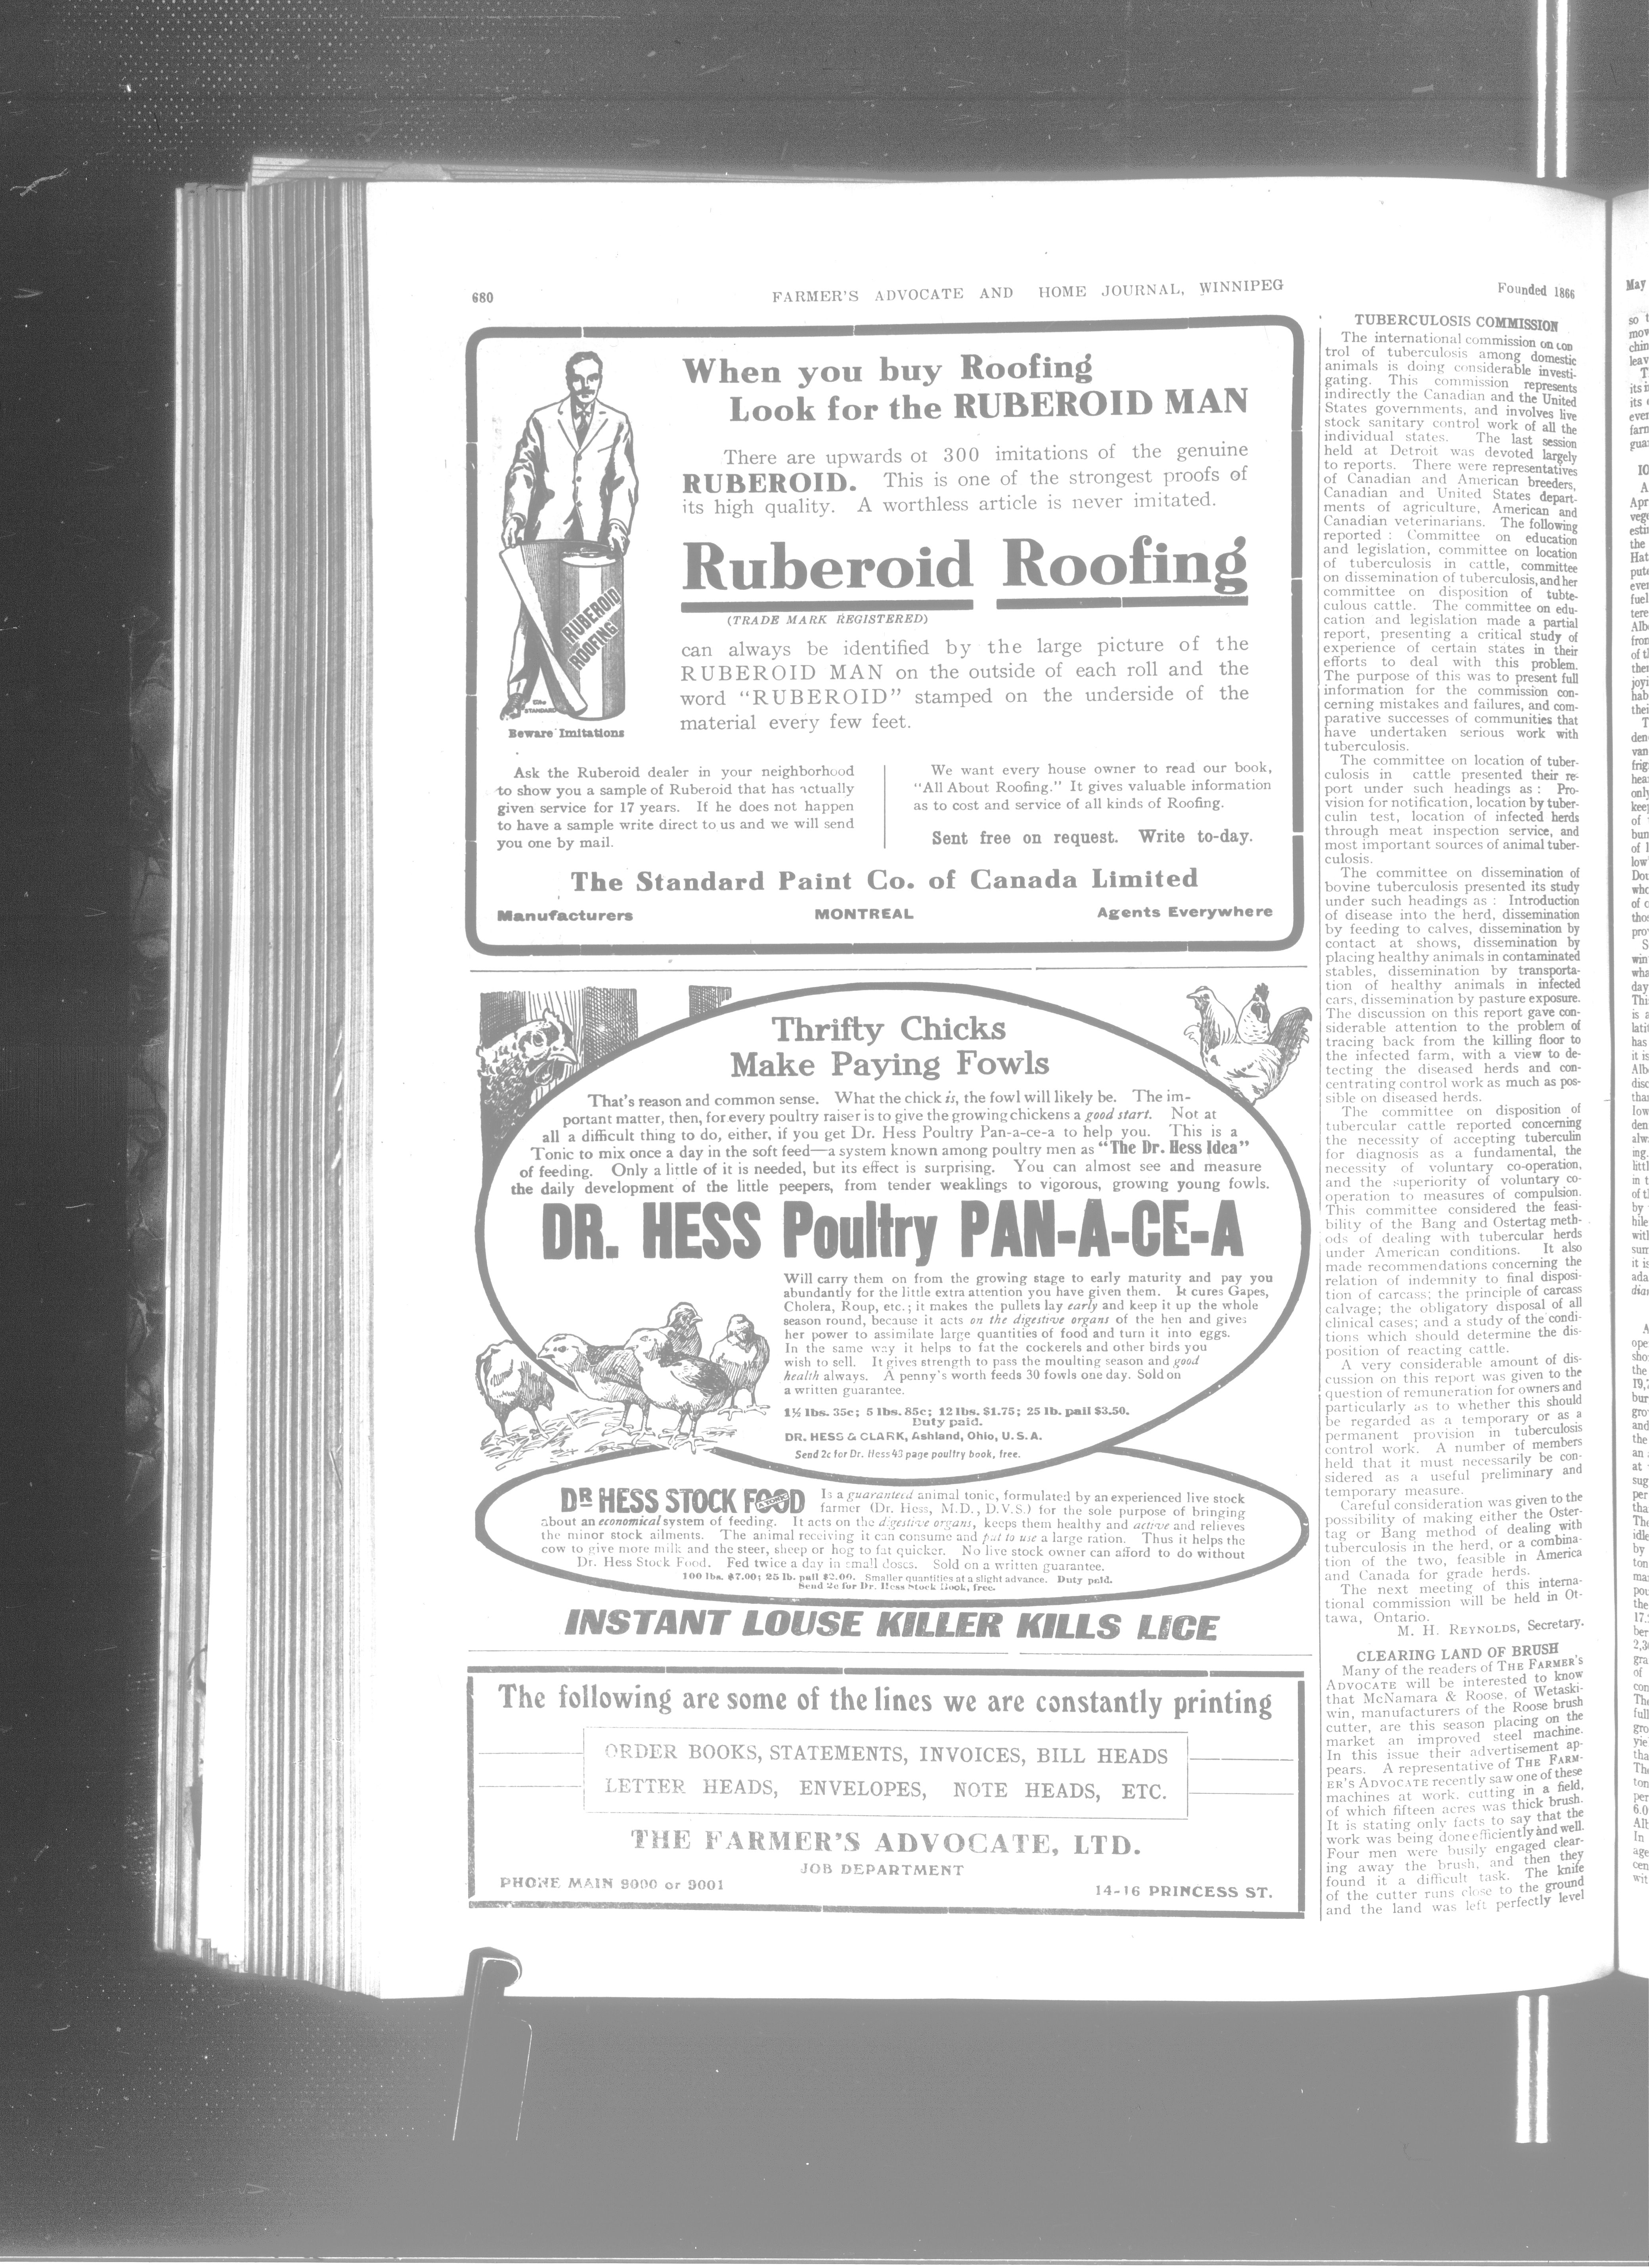 680
FARMER'S ADVOCATE AND HOME JOURNAL, WINNIPEG
Founded 1866
When you buy Roofing
Look for the RUBEROID MAN
There are upwards ot 300 imitations of the genuine
RUBEROID. This is one of the strongest proofs of
its high quality. A worthless article is never imitated.
Ruberoid Roofing
(TRADE MARK REGISTERED)
can always be identified by the large picture of the
RUBEROID MAN on the outside of each roll and the
word "RUBEROID" stamped on the underside of the
material every few feet.
RUBEROID
ROOFING
The
STANDARD
Beware Imitations
Ask the Ruberoid dealer in your neighborhood
to show you a sample of Ruberoid that has actually
given service for 17 years. If he does not happen
to have a sample write direct to us and we will send
you one by mail.
We want every house owner to read our book,
"All About Roofing." It gives valuable information
as to cost and service of all kinds of Roofing.
Sent free on request. Write to-day.
The Standard Paint Co. of Canada Limited
Manufacturers MONTREAL Agents Everywhere
Thrifty Chicks
Make Paying Fowls
That's reason and common sense. What the chick is, the fowl will likely be. The im-
portant matter, then, for every poultry raiser is to give the growing chickens a good start. Not at
all a difficult thing to do, either, if you get Dr. Hess Poultry Pan-a-ce-a to help you. This is a
Tonic to mix once a day in the soft feed—a system known among poultry men as "The Dr. Hess Idea"
of feeding. Only a little of it is needed, but its effect is surprising. You can almost see and measure
the daily development of the little peepers, from tender weaklings to vigorous, growing young fowls.
DR. HESS Poultry PAN-A-CE-A
Will carry them on from the growing stage to early maturity and pay you
abundantly for the little extra attention you have given them. It cures Gapes,
Cholera, Roup, etc.; it makes the pullets lay early and keep it up the whole
season round, because it acts on the digestive organs of the hen and gives
her power to assimilate large quantities of food and turn it into eggs.
In the same way it helps to fat the cockerels and other birds you
wish to sell. It gives strength to pass the moulting season and good
health always. A penny's worth feeds 30 fowls one day. Sold on
a written guarantee.
1½ lbs. 35c; 5 lbs. 85c; 12 lbs. $1.75; 25 lb. pail $3.50.
Duty paid.
DR. HESS & CLARK, Ashland, Ohio, U. S. A.
Send 2c for Dr. Hess 48 page poultry book, free.
DR HESS STOCK FOOD
Is a guaranteed animal tonic, formulated by an experienced live stock
farmer (Dr. Hess, M.D., D.V.S.) for the sole purpose of bringing
about an economical system of feeding. It acts on the digestive organs, keeps them healthy and active and relieves
the minor stock ailments. The animal receiving it can consume and put to use a large ration. Thus it helps the
cow to give more milk and the steer, sheep or hog to fat quicker. No live stock owner can afford to do without
Dr. Hess Stock Food. Fed twice a day in small doses. Sold on a written guarantee.
100 lbs. $7.00; 25 lb. pail $2.00. Smaller quantities at a slight advance. Duty paid.
Send 2c for Dr. Hess Stock Book, free.
INSTANT LOUSE KILLER KILLS LICE
The following are some of the lines we are constantly printing
ORDER BOOKS, STATEMENTS, INVOICES, BILL HEADS
LETTER HEADS, ENVELOPES, NOTE HEADS, ETC.
THE FARMER'S ADVOCATE, LTD.
JOB DEPARTMENT
PHONE MAIN 9000 or 9001
14-16 PRINCESS ST.
TUBERCULOSIS COMMISSION
The international commission on con
trol of tuberculosis among domestic
animals is doing considerable investi-
gating. This commission represents
indirectly the Canadian and the United
States governments, and involves live
stock sanitary control work of all the
individual states. The last session
held at Detroit was devoted largely
to reports. There were representatives
of Canadian and American breeders,
Canadian and United States depart-
ments of agriculture, American and
Canadian veterinarians. The following
reported : Committee on education
and legislation, committee on location
of tuberculosis in cattle, committee
on dissemination of tuberculosis, and her
committee on disposition of tubte-
culous cattle. The committee on edu-
cation and legislation made a partial
report, presenting a critical study of
experience of certain states in their
efforts to deal with this problem.
The purpose of this was to present full
information for the commission con-
cerning mistakes and failures, and com-
parative successes of communities that
have undertaken serious work with
tuberculosis.
The committee on location of tuber-
culosis in cattle presented their re-
port under such headings as : Pro-
vision for notification, location by tuber-
culin test, location of infected herds
through meat inspection service, and
most important sources of animal tuber-
culosis.
The committee on dissemination of
bovine tuberculosis presented its study
under such headings as : Introduction
of disease into the herd, dissemination
by feeding to calves, dissemination by
contact at shows, dissemination by
placing healthy animals in contaminated
stables, dissemination by transporta-
tion of healthy animals in infected
cars, dissemination by pasture exposure.
The discussion on this report gave con-
siderable attention to the problem of
tracing back from the killing floor to
the infected farm, with a view to de-
tecting the diseased herds and con-
centrating control work as much as pos-
sible on diseased herds.
The committee on disposition of
tubercular cattle reported concerning
the necessity of accepting tuberculin
for diagnosis as a fundamental, the
necessity of voluntary co-operation,
and the superiority of voluntary co-
operation to measures of compulsion.
This committee considered the feasi-
bility of the Bang and Ostertag meth-
ods of dealing with tubercular herds
under American conditions. It also
made recommendations concerning the
relation of indemnity to final disposi-
tion of carcass; the principle of carcass
calvage; the obligatory disposal of all
clinical cases; and a study of the condi-
tions which should determine the dis-
position of reacting cattle.
A very considerable amount of dis-
cussion on this report was given to the
question of remuneration for owners and
particularly as to whether this should
be regarded as a temporary or as a
permanent provision in tuberculosis
control work. A number of members
held that it must necessarily be con-
sidered as a useful preliminary and
temporary measure.
Careful consideration was given to the
possibility of making either the Oster-
tag or Bang method of dealing with
tuberculosis in the herd, or a combina-
tion of the two, feasible in America
and Canada for grade herds.
The next meeting of this interna-
tional commission will be held in Ot-
tawa, Ontario.
M. H. REYNOLDS, Secretary.
CLEARING LAND OF BRUSH
Many of the readers of THE FARMER'S
ADVOCATE will be interested to know
that McNamara & Roose, of Wetaski-
win, manufacturers of the Roose brush
cutter, are this season placing on the
market an improved steel machine.
In this issue their advertisement ap-
pears. A representative of THE FARM-
ER'S ADVOCATE recently saw one of these
machines at work, cutting in a field,
of which fifteen acres was thick brush.
It is stating only facts to say that the
work was being done efficiently and well.
Four men were busily engaged clear-
ing away the brush, and then they
found it a difficult task. The knife
of the cutter runs close to the ground
and the land was left perfectly level
May